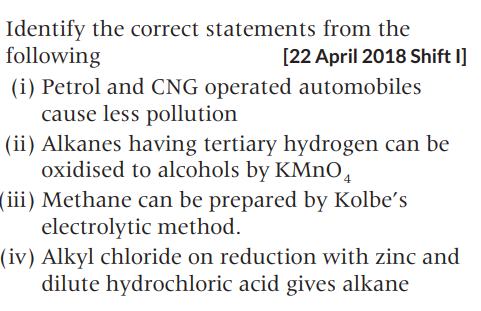 Identify the correct statements from the
following [22 April 2018 Shift I]
(i) Petrol and CNG operated automobiles
cause less pollution
(ii) Alkanes having tertiary hydrogen can be
oxidised to alcohols by KMnO₄
(iii) Methane can be prepared by Kolbe′s
electrolytic method.
(iv) Alkyl chloride on reduction with zinc and
dilute hydrochloric acid gives alkane